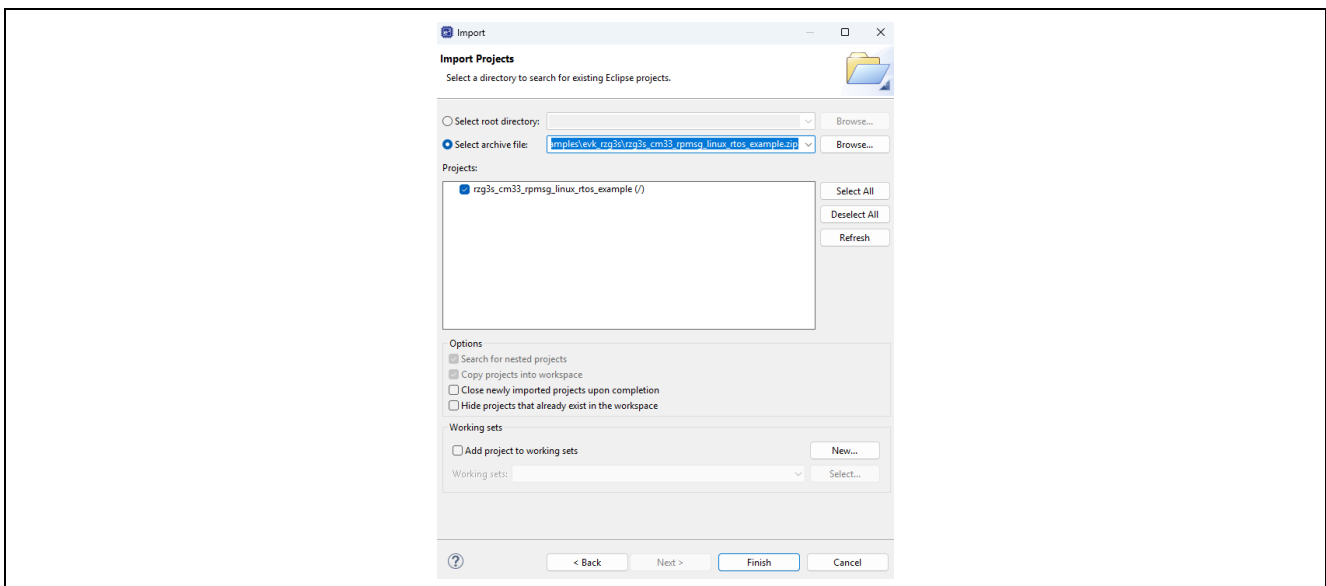 Import
Import Projects
Select a directory to search for existing Eclipse projects.
Select root directory:
Browse...
Select archive file:
amples\evk_rzg3s\rzg3s_cm33_rpmsg_linux_rtos_example.zip
Browse...
Projects:
rzg3s_cm33_rpmsg_linux_rtos_example (/)
Select All
Deselect All
Refresh
Options
Search for nested projects
Copy projects into workspace
Close newly imported projects upon completion
Hide projects that already exist in the workspace
Working sets
Add project to working sets
New...
Working sets:
Select...
?
< Back
Next >
Finish
Cancel